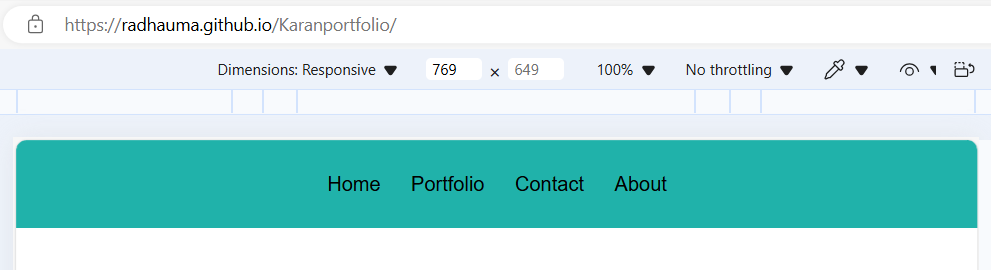 https://radhauma.github.io/Karanportfolio/
Dimensions: Responsive 769 × 649 100% No throttling
Home Portfolio Contact About